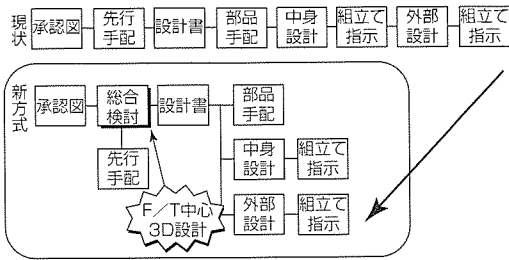 現状
承認図
先行
手配
設計書
部品
手配
中身
設計
組立て
指示
外部
設計
組立て
指示
新方式
承認図
総合
検討
設計書
部品
手配
先行
手配
中身
設計
組立て
指示
F/T中心
3D設計
外部
設計
組立て
指示